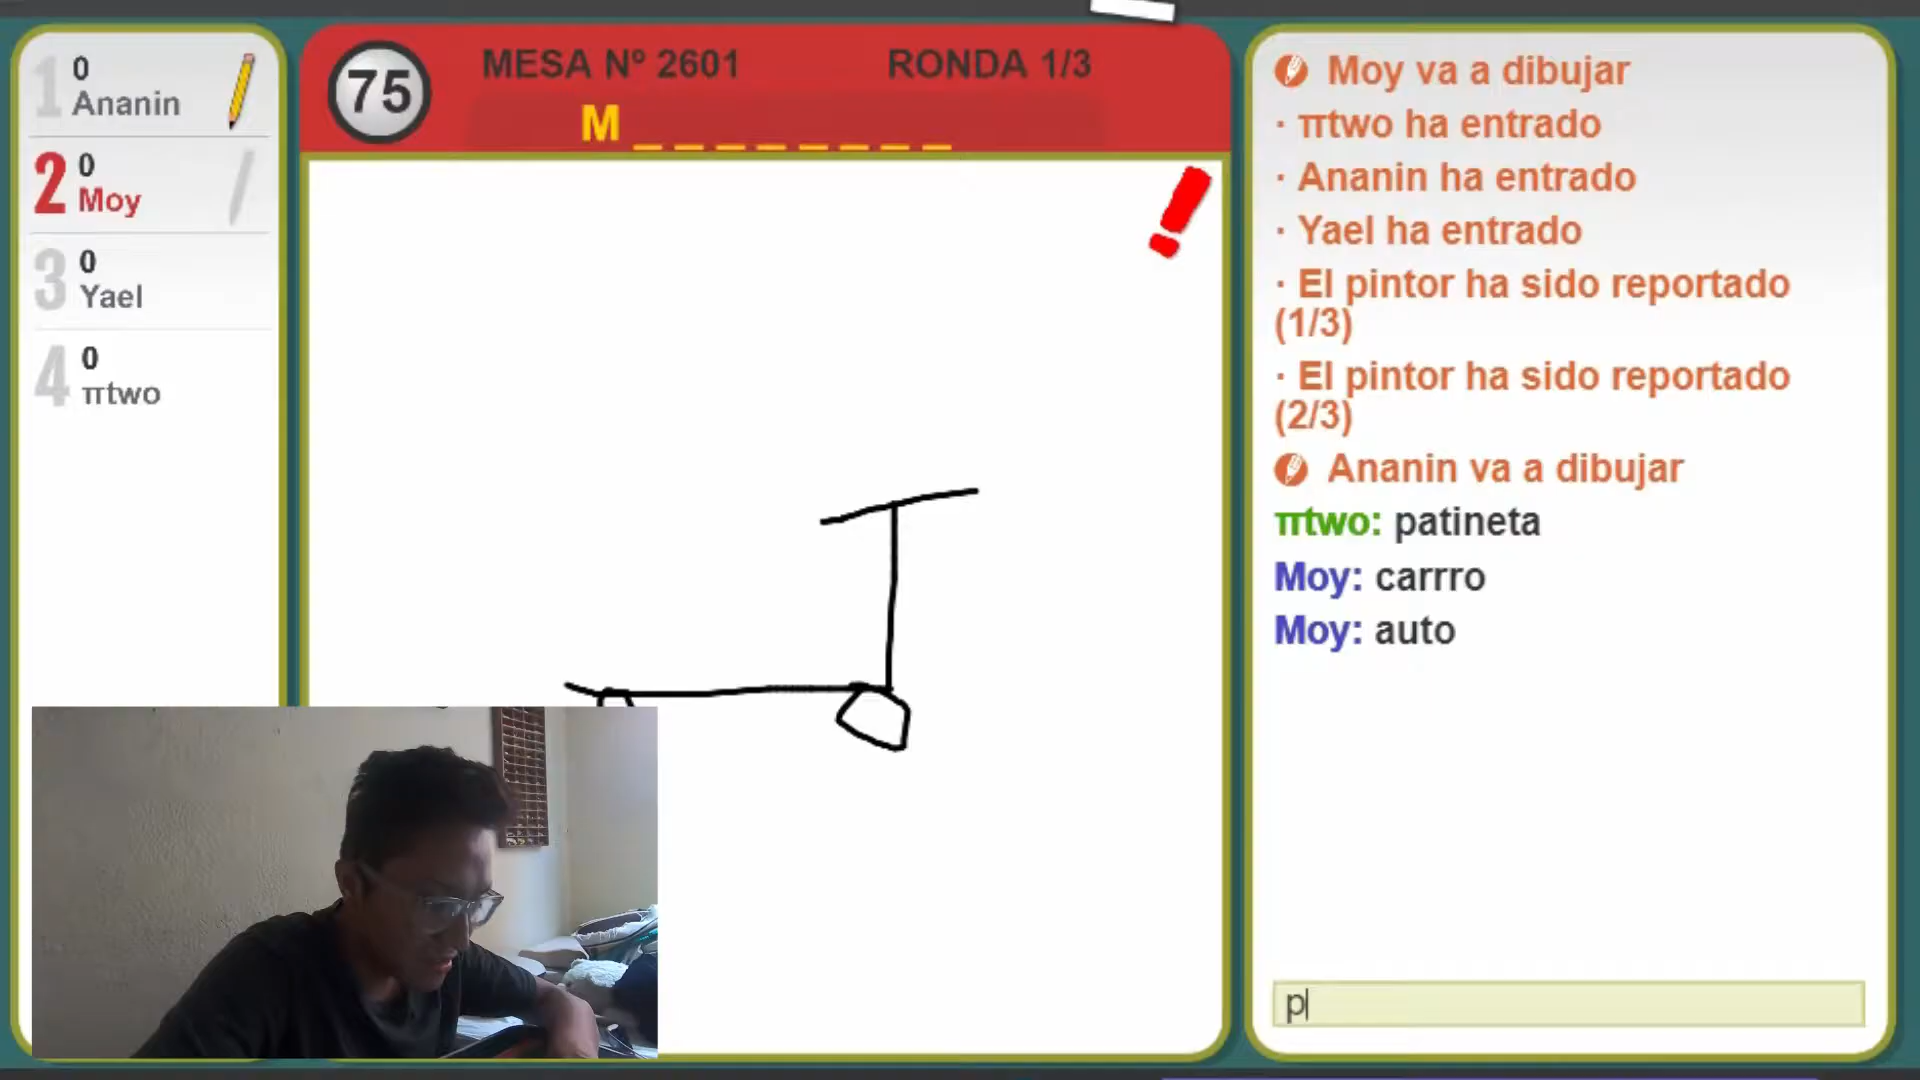 1 0
Ananin
2 0
Moy
3 0
Yael
4 0
πtwo
75
MESA Nº 2601
RONDA 1/3
M _ _ _ _ _ _ _ _
Moy va a dibujar
· πtwo ha entrado
· Ananin ha entrado
· Yael ha entrado
· El pintor ha sido reportado
(1/3)
· El pintor ha sido reportado
(2/3)
Ananin va a dibujar
πtwo: patineta
Moy: carrro
Moy: auto
p